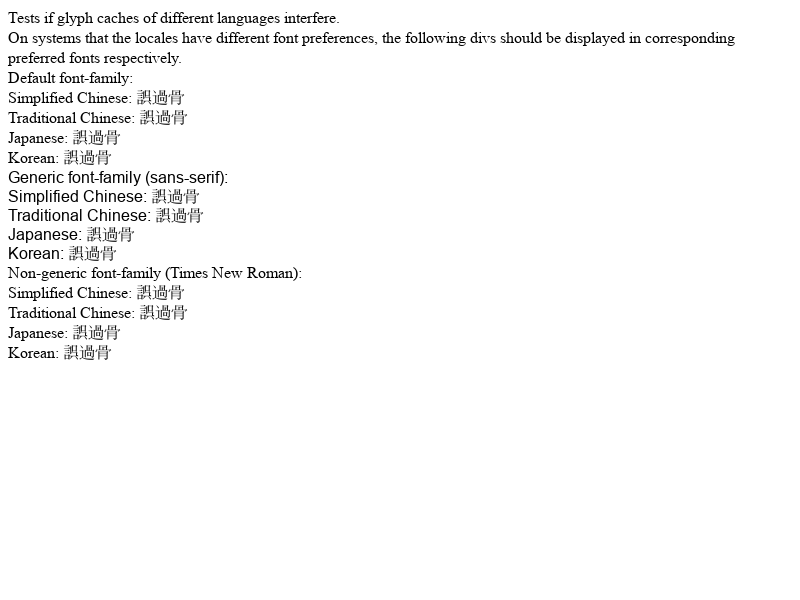 Tests if glyph caches of different languages interfere.
On systems that the locales have different font preferences, the following divs should be displayed in corresponding
preferred fonts respectively.
Default font-family:
Simplified Chinese: 誤過骨
Traditional Chinese: 誤過骨
Japanese: 誤過骨
Korean: 誤過骨
Generic font-family (sans-serif):
Simplified Chinese: 誤過骨
Traditional Chinese: 誤過骨
Japanese: 誤過骨
Korean: 誤過骨
Non-generic font-family (Times New Roman):
Simplified Chinese: 誤過骨
Traditional Chinese: 誤過骨
Japanese: 誤過骨
Korean: 誤過骨